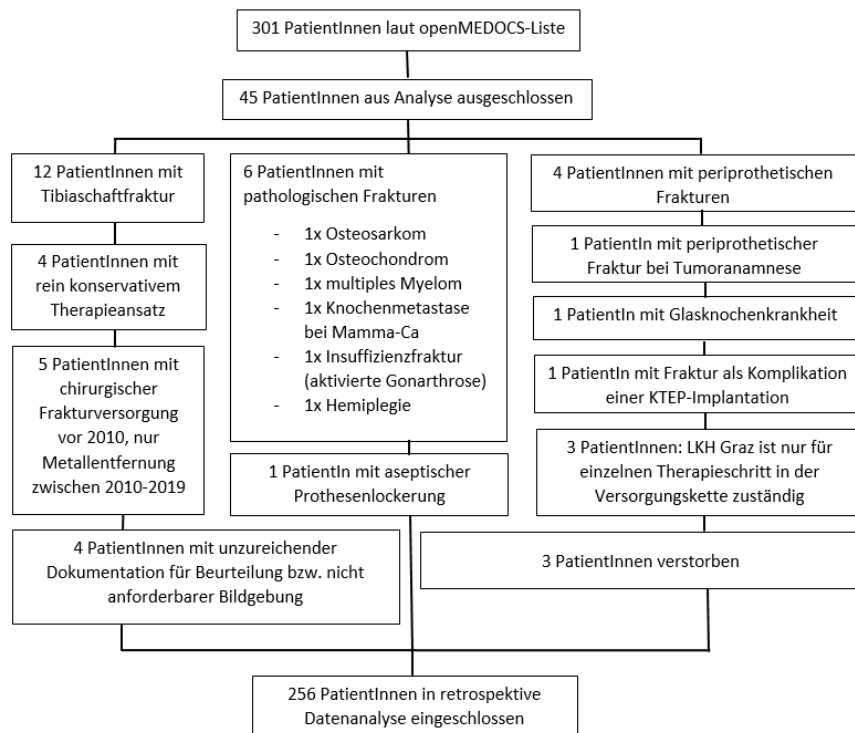 301 PatientInnen laut openMEDOCS-Liste
45 PatientInnen aus Analyse ausgeschlossen
12 PatientInnen mit
Tibiaschaftfraktur
4 PatientInnen mit
rein konservativem
Therapieansatz
5 PatientInnen mit
chirurgischer
Frakturversorgung
vor 2010, nur
Metallentfernung
zwischen 2010-2019
4 PatientInnen mit unzureichender
Dokumentation für Beurteilung bzw. nicht
anforderbarer Bildgebung
6 PatientInnen mit
pathologischen Frakturen
- 1x Osteosarkom
- 1x Osteochondrom
- 1x multiples Myelom
- 1x Knochenmetastase
bei Mamma-Ca
- 1x Insuffizienzfraktur
(aktivierte Gonarthrose)
- 1x Hemiplegie
1 PatientIn mit aseptischer
Prothesenlockerung
4 PatientInnen mit periprothetischen
Frakturen
1 PatientIn mit periprothetischer
Fraktur bei Tumoranamnese
1 PatientIn mit Glasknochenkrankheit
1 PatientIn mit Fraktur als Komplikation
einer KTEP-Implantation
3 PatientInnen: LKH Graz ist nur für
einzelnen Therapieschritt in der
Versorgungskette zuständig
3 PatientInnen verstorben
256 PatientInnen in retrospektive
Datenanalyse eingeschlossen